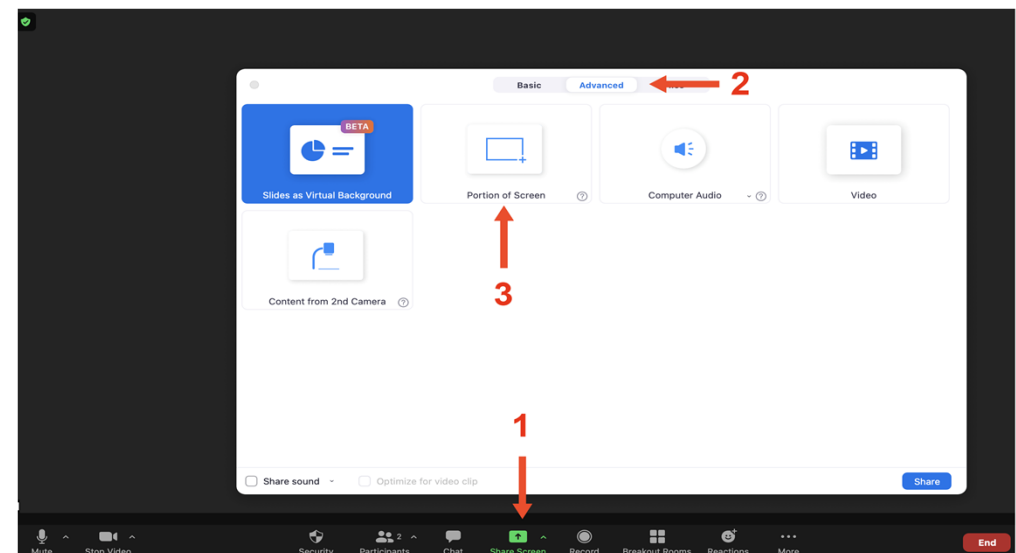 Basic
Advanced
2
BETA
Slides as Virtual Background
Portion of Screen
Computer Audio
Video
3
Content from 2nd Camera
1
Share sound
Optimize for video clip
Share
2
Mute
Stop Video
Security
Participants
Chat
Share Screen
Record
Breakout Rooms
Reactions
More
End